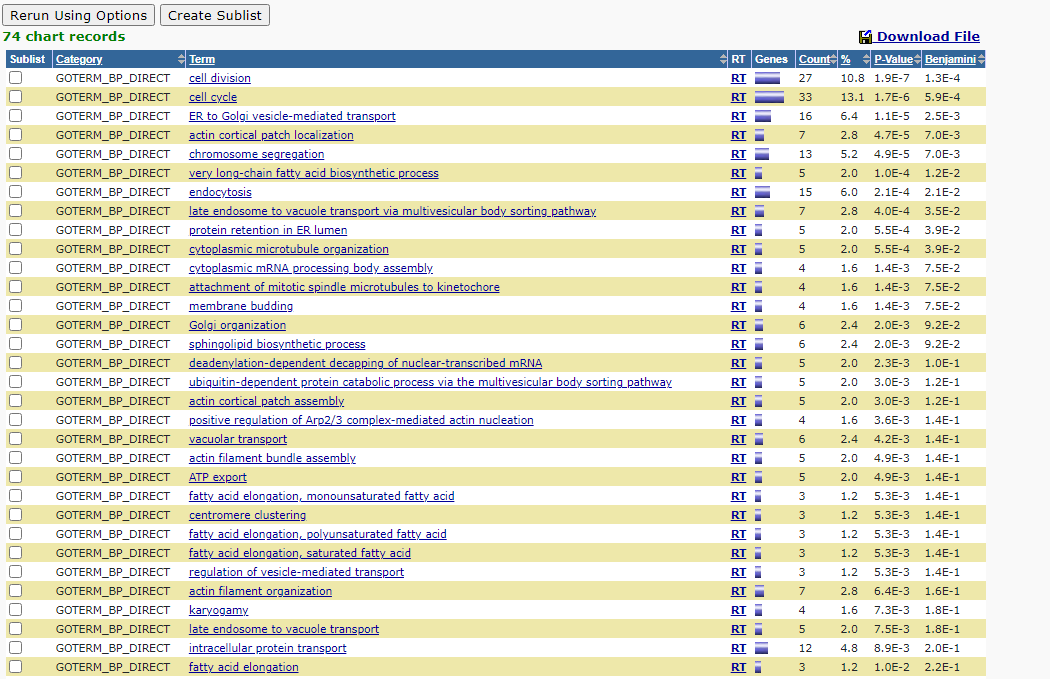 Rerun Using Options Create Sublist
74 chart records Download File
Sublist Category Term RT Genes Count % P-Value Benjamini
GOTERM_BP_DIRECT cell division RT 27 10.8 1.9E-7 1.3E-4
GOTERM_BP_DIRECT cell cycle RT 33 13.1 1.7E-6 5.9E-4
GOTERM_BP_DIRECT ER to Golgi vesicle-mediated transport RT 16 6.4 1.1E-5 2.5E-3
GOTERM_BP_DIRECT actin cortical patch localization RT 7 2.8 4.7E-5 7.0E-3
GOTERM_BP_DIRECT chromosome segregation RT 13 5.2 4.9E-5 7.0E-3
GOTERM_BP_DIRECT very long-chain fatty acid biosynthetic process RT 5 2.0 1.0E-4 1.2E-2
GOTERM_BP_DIRECT endocytosis RT 15 6.0 2.1E-4 2.1E-2
GOTERM_BP_DIRECT late endosome to vacuole transport via multivesicular body sorting pathway RT 7 2.8 4.0E-4 3.5E-2
GOTERM_BP_DIRECT protein retention in ER lumen RT 5 2.0 5.5E-4 3.9E-2
GOTERM_BP_DIRECT cytoplasmic microtubule organization RT 5 2.0 5.5E-4 3.9E-2
GOTERM_BP_DIRECT cytoplasmic mRNA processing body assembly RT 4 1.6 1.4E-3 7.5E-2
GOTERM_BP_DIRECT attachment of mitotic spindle microtubules to kinetochore RT 4 1.6 1.4E-3 7.5E-2
GOTERM_BP_DIRECT membrane budding RT 4 1.6 1.4E-3 7.5E-2
GOTERM_BP_DIRECT Golgi organization RT 6 2.4 2.0E-3 9.2E-2
GOTERM_BP_DIRECT sphingolipid biosynthetic process RT 6 2.4 2.0E-3 9.2E-2
GOTERM_BP_DIRECT deadenylation-dependent decapping of nuclear-transcribed mRNA RT 5 2.0 2.3E-3 1.0E-1
GOTERM_BP_DIRECT ubiquitin-dependent protein catabolic process via the multivesicular body sorting pathway RT 5 2.0 3.0E-3 1.2E-1
GOTERM_BP_DIRECT actin cortical patch assembly RT 5 2.0 3.0E-3 1.2E-1
GOTERM_BP_DIRECT positive regulation of Arp2/3 complex-mediated actin nucleation RT 4 1.6 3.6E-3 1.4E-1
GOTERM_BP_DIRECT vacuolar transport RT 6 2.4 4.2E-3 1.4E-1
GOTERM_BP_DIRECT actin filament bundle assembly RT 5 2.0 4.9E-3 1.4E-1
GOTERM_BP_DIRECT ATP export RT 5 2.0 4.9E-3 1.4E-1
GOTERM_BP_DIRECT fatty acid elongation, monounsaturated fatty acid RT 3 1.2 5.3E-3 1.4E-1
GOTERM_BP_DIRECT centromere clustering RT 3 1.2 5.3E-3 1.4E-1
GOTERM_BP_DIRECT fatty acid elongation, polyunsaturated fatty acid RT 3 1.2 5.3E-3 1.4E-1
GOTERM_BP_DIRECT fatty acid elongation, saturated fatty acid RT 3 1.2 5.3E-3 1.4E-1
GOTERM_BP_DIRECT regulation of vesicle-mediated transport RT 3 1.2 5.3E-3 1.4E-1
GOTERM_BP_DIRECT actin filament organization RT 7 2.8 6.4E-3 1.6E-1
GOTERM_BP_DIRECT karyogamy RT 4 1.6 7.3E-3 1.8E-1
GOTERM_BP_DIRECT late endosome to vacuole transport RT 5 2.0 7.5E-3 1.8E-1
GOTERM_BP_DIRECT intracellular protein transport RT 12 4.8 8.9E-3 2.0E-1
GOTERM_BP_DIRECT fatty acid elongation RT 3 1.2 1.0E-2 2.2E-1